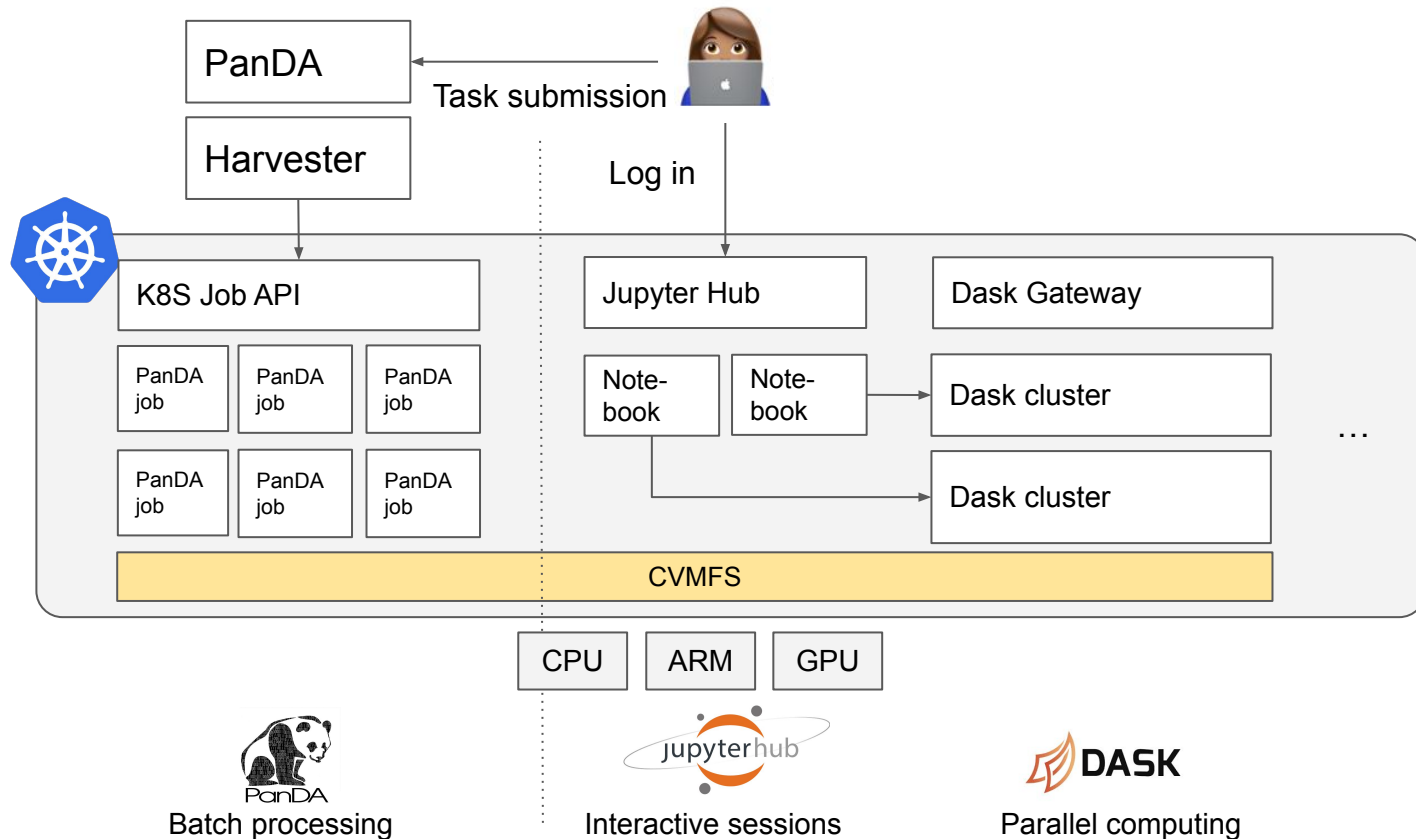 PanDA
Task submission
Harvester
Log in
K8S Job API
Jupyter Hub
Dask Gateway
PanDA
job
PanDA
job
PanDA
job
Note-
book
Note-
book
Dask cluster
...
PanDA
job
PanDA
job
PanDA
job
Dask cluster
CVMFS
CPU
ARM
GPU
PanDA
jupyterhub
DASK
Batch processing
Interactive sessions
Parallel computing